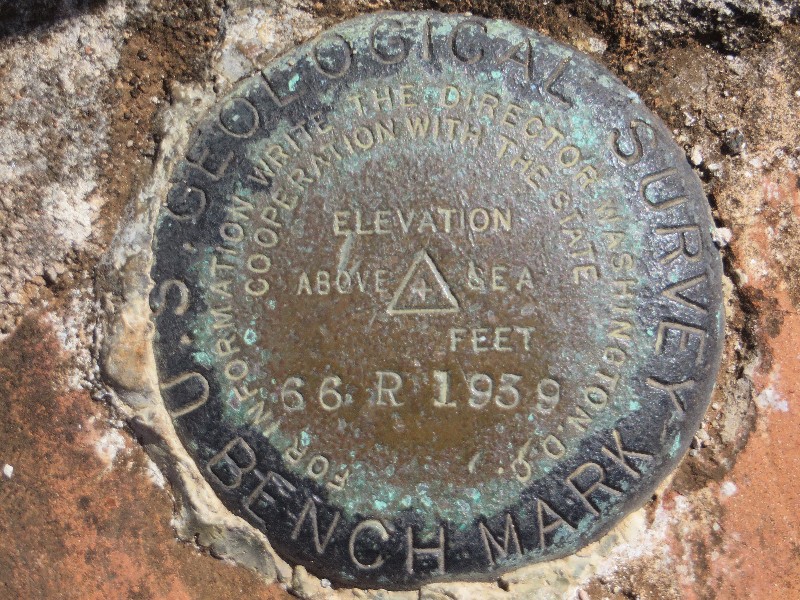 U.S. GEOLOGICAL SURVEY
BENCH MARK
FOR INFORMATION WRITE THE DIRECTOR WASHINGTON D.C.
COOPERATION WITH THE STATE
ELEVATION
ABOVE SEA
FEET
66 R 1959